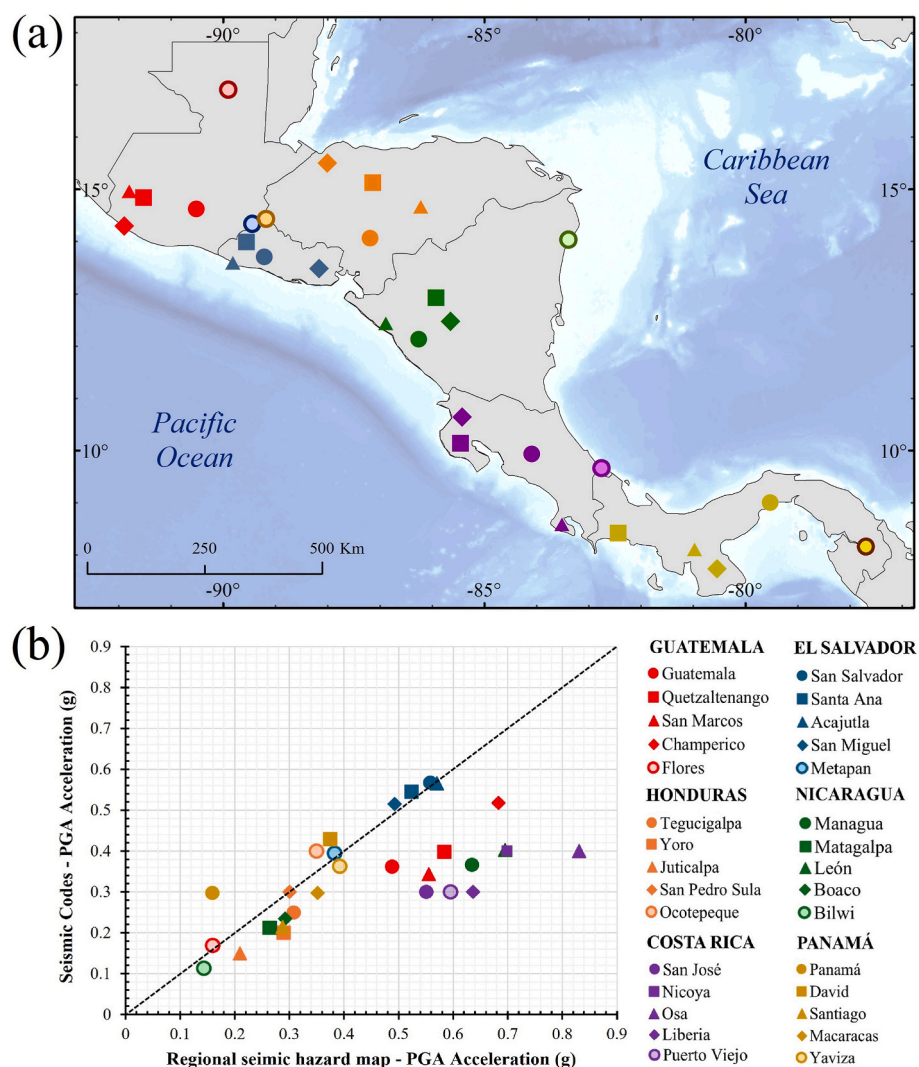 (a)
-90° -85° -80°
15° 15°
Caribbean
Sea
Pacific
Ocean
10° 10°
0 250 500 Km
-90° -85° -80°
(b)
Seismic Codes - PGA Acceleration (g)
0.9
0.8
0.7
0.6
0.5
0.4
0.3
0.2
0.1
0
0 0.1 0.2 0.3 0.4 0.5 0.6 0.7 0.8 0.9
Regional seimic hazard map - PGA Acceleration (g)
GUATEMALA
Guatemala
Quetzaltenango
San Marcos
Champerico
Flores
EL SALVADOR
San Salvador
Santa Ana
Acajutla
San Miguel
Metapan
HONDURAS
Tegucigalpa
Yoro
Juticalpa
San Pedro Sula
Ocotepeque
NICARAGUA
Managua
Matagalpa
León
Boaco
Bilwi
COSTA RICA
San José
Nicoya
Osa
Liberia
Puerto Viejo
PANAMÁ
Panamá
David
Santiago
Macaracas
Yaviza